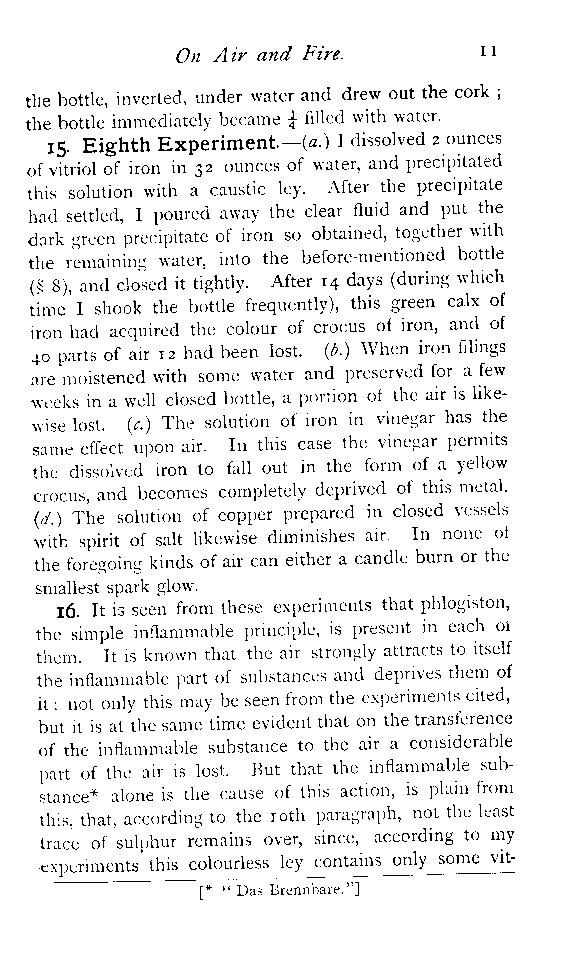 On Air and Fire. 11
the bottle, inverted, under water and drew out the cork ;
the bottle immediately became ¼ filled with water.
15. Eighth Experiment.—(a.) I dissolved 2 ounces
of vitriol of iron in 32 ounces of water, and precipitated
this solution with a caustic ley. After the precipitate
had settled, I poured away the clear fluid and put the
dark green precipitate of iron so obtained, together with
the remaining water, into the before-mentioned bottle
(§ 8), and closed it tightly. After 14 days (during which
time I shook the bottle frequently), this green calx of
iron had acquired the colour of crocus of iron, and of
40 parts of air 12 had been lost. (b.) When iron filings
are moistened with some water and preserved for a few
weeks in a well closed bottle, a portion of the air is like-
wise lost. (c.) The solution of iron in vinegar has the
same effect upon air. In this case the vinegar permits
the dissolved iron to fall out in the form of a yellow
crocus, and becomes completely deprived of this metal.
(d.) The solution of copper prepared in closed vessels
with spirit of salt likewise diminishes air. In none of
the foregoing kinds of air can either a candle burn or the
smallest spark glow.
16. It is seen from these experiments that phlogiston,
the simple inflammable principle, is present in each of
them. It is known that the air strongly attracts to itself
the inflammable part of substances and deprives them of
it : not only this may be seen from the experiments cited,
but it is at the same time evident that on the transference
of the inflammable substance to the air a considerable
part of the air is lost. But that the inflammable sub-
stance* alone is the cause of this action, is plain from
this, that, according to the 10th paragraph, not the least
trace of sulphur remains over, since, according to my
experiments this colourless ley contains only some vit-
[* " Das Brennbare."]